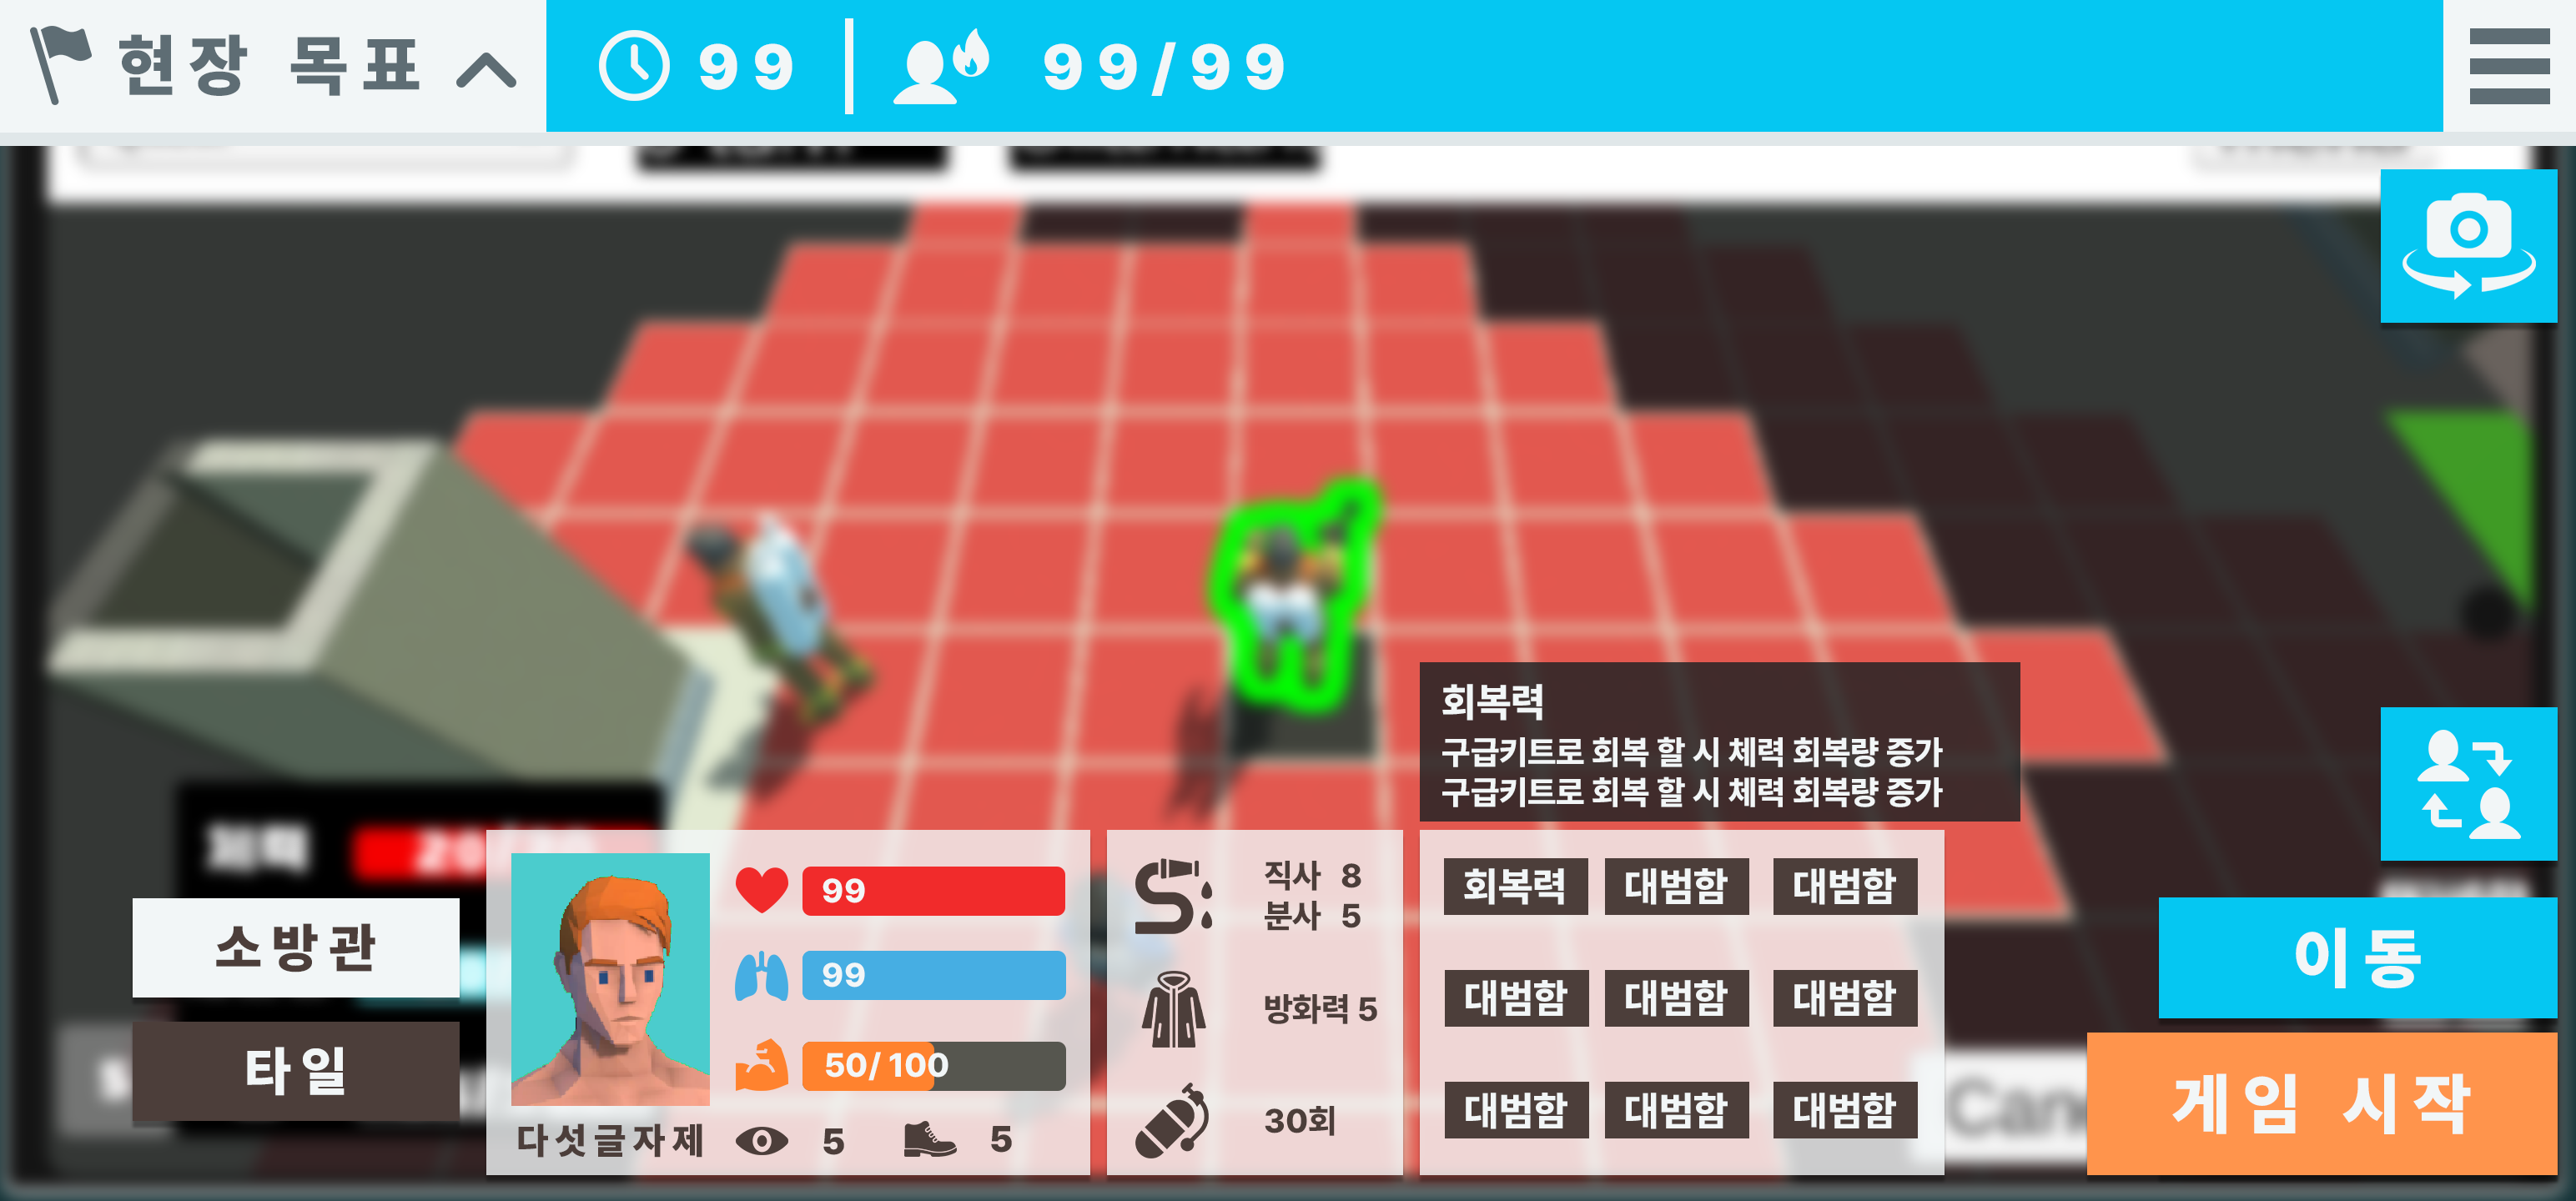 현장 목표
99
99/99
회복력
구급키트로 회복 할 시 체력 회복량 증가
구급키트로 회복 할 시 체력 회복량 증가
체력
소방관
타일
99
99
50/100
다섯글자제
5
5
직사 8
분사 5
방화력 5
30회
회복력 대범함 대범함
대범함 대범함 대범함
대범함 대범함 대범함
이동
게임 시작